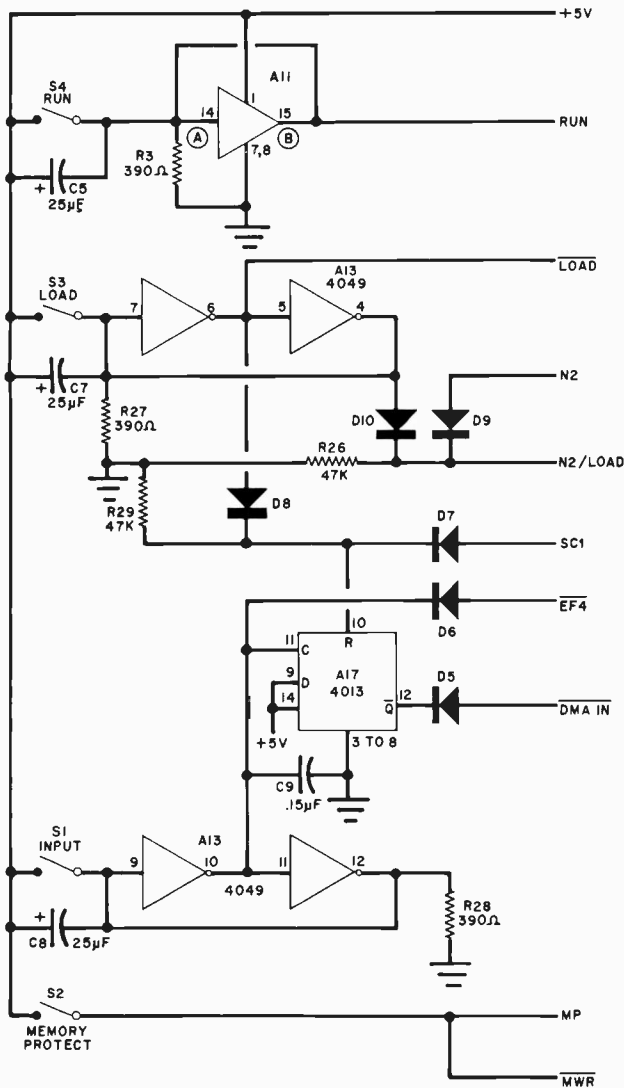 +5V
S4
RUN
A11
14
1
15
A
B
RUN
R3
390Ω
7,8
+
C5
25µF
LOAD
S3
LOAD
A13
4049
7
6
5
4
+
C7
25µF
N2
R27
390Ω
D10
D9
R26
47K
N2/LOAD
R29
47K
D8
D7
SC1
EF4
D6
10
R
11
C
9
D
A17
4013
14
Q
12
D5
DMA IN
+5V
3 TO 8
C9
.15µF
S1
INPUT
A13
9
10
4049
11
12
+
C8
25µF
R28
390Ω
S2
MEMORY
PROTECT
MP
MWR